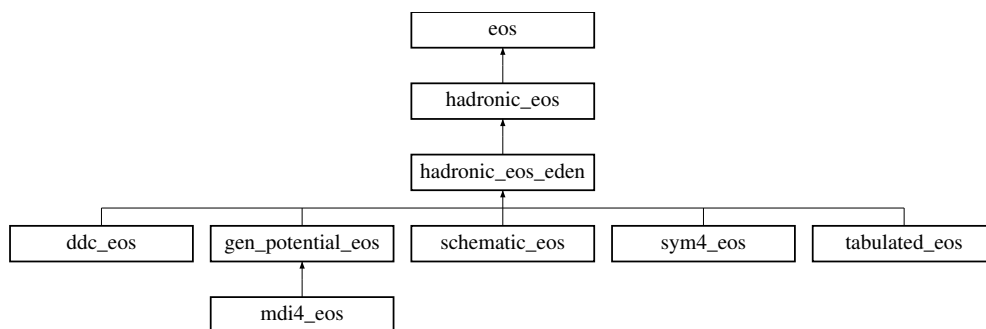 eos
hadronic_eos
hadronic_eos_eden
ddc_eos
gen_potential_eos
schematic_eos
sym4_eos
tabulated_eos
mdi4_eos